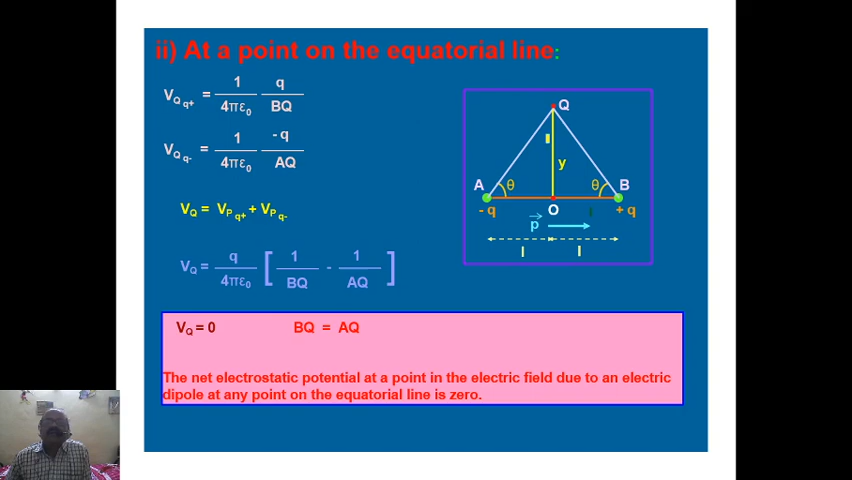 ii) At a point on the equatorial line:
V_Q q+ = 1/4πε₀ q/BQ
V_Q q- = 1/4πε₀ - q/AQ
V_Q = V_P q+ + V_P q-
V_Q = q/4πε₀ [ 1/BQ - 1/AQ ]
Q
y
A θ θ B
- q O + q
p
l l
V_Q = 0 BQ = AQ
The net electrostatic potential at a point in the electric field due to an electric
dipole at any point on the equatorial line is zero.